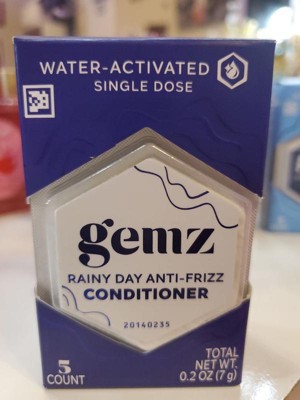 WATER-ACTIVATED
SINGLE DOSE
gemz
RAINY DAY ANTI-FRIZZ
CONDITIONER
20140235
5
COUNT
TOTAL
NET WT.
0.2 OZ (7 g)